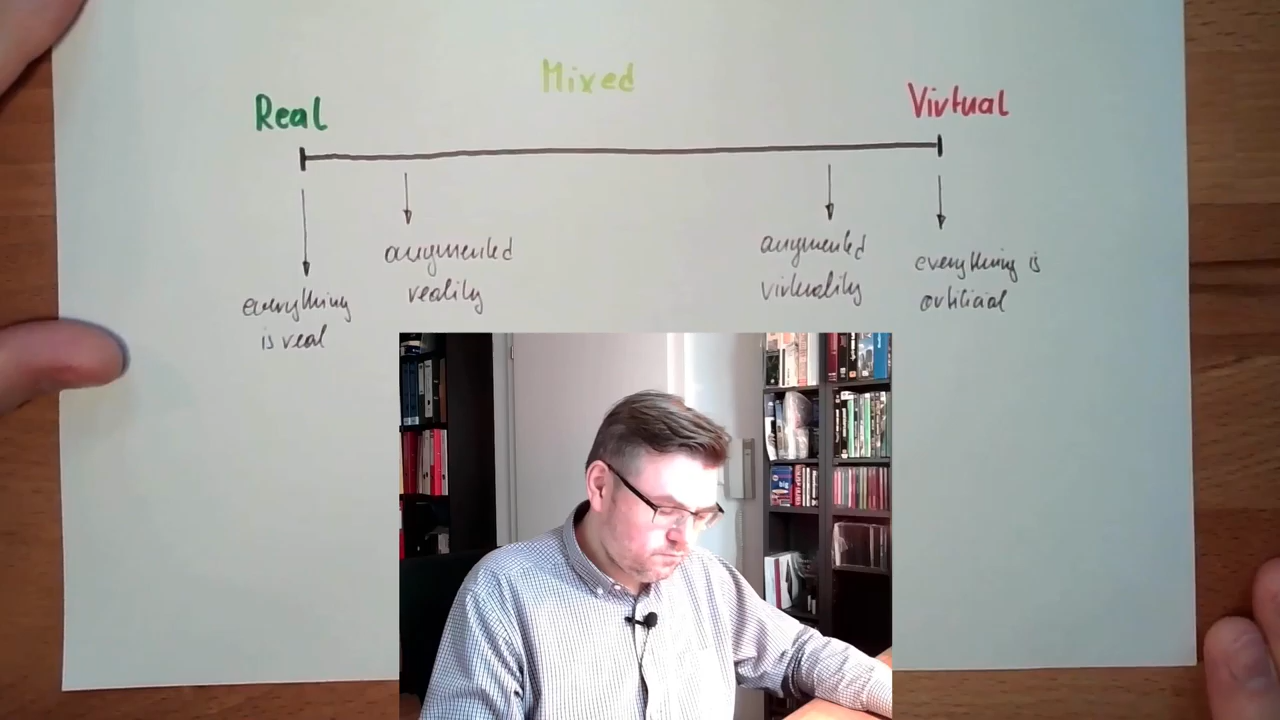 Mixed
Real
Virtual
augmented
reality
augmented
virtuality
everything is
artificial
everything
is real